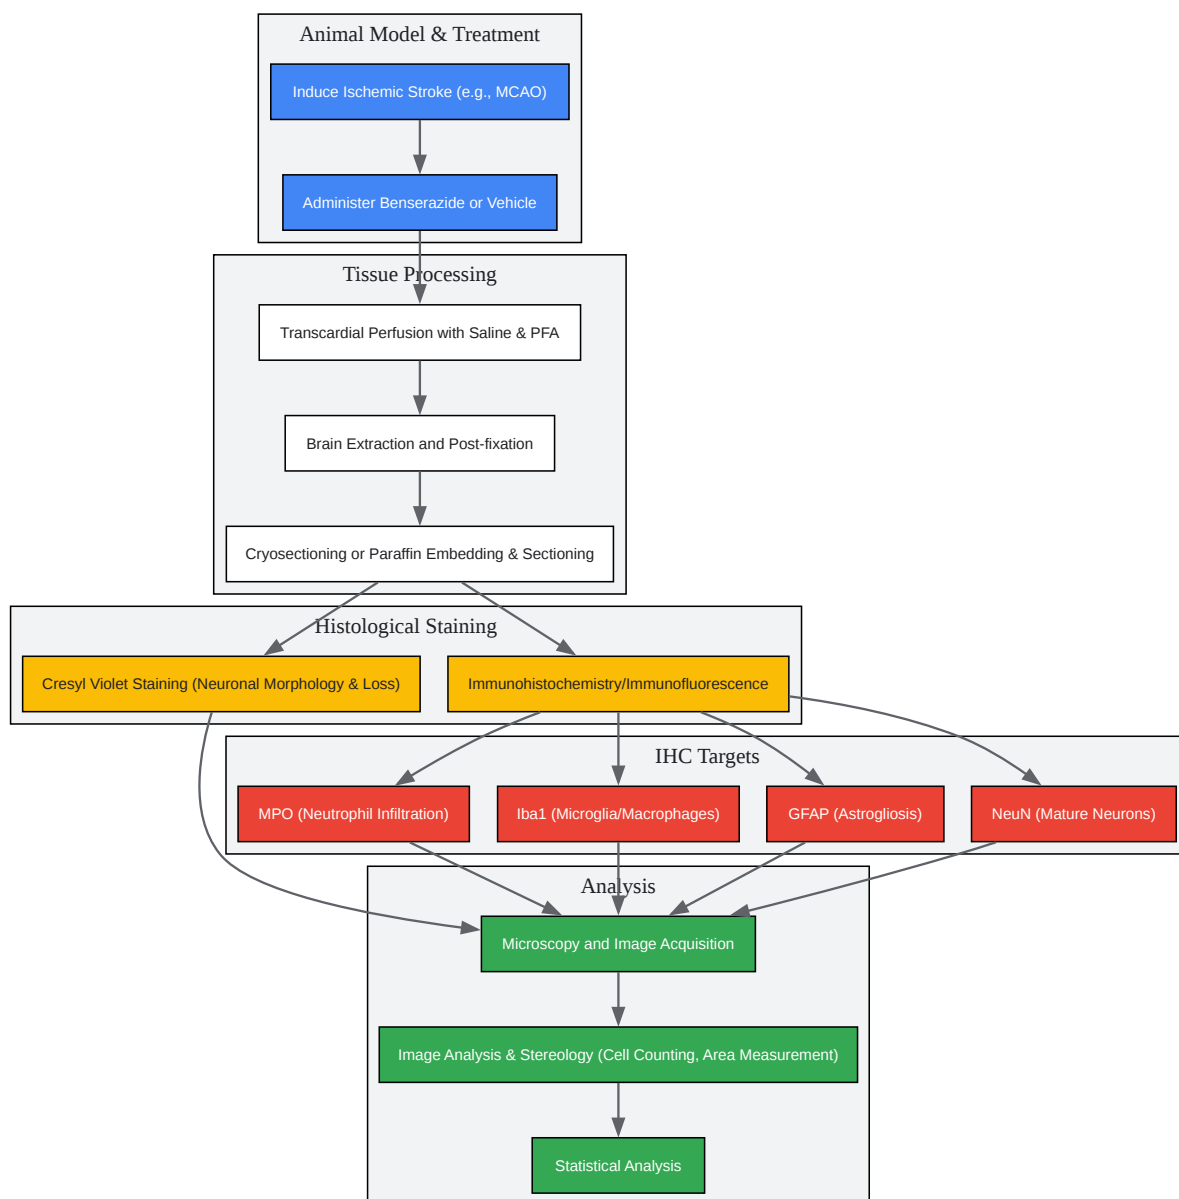 Animal Model & Treatment
Induce Ischemic Stroke (e.g., MCAO)
Administer Benserazide or Vehicle
Tissue Processing
Transcardial Perfusion with Saline & PFA
Brain Extraction and Post-fixation
Cryosectioning or Paraffin Embedding & Sectioning
Histological Staining
Cresyl Violet Staining (Neuronal Morphology & Loss)
Immunohistochemistry/Immunofluorescence
IHC Targets
MPO (Neutrophil Infiltration)
Iba1 (Microglia/Macrophages)
GFAP (Astrogliosis)
NeuN (Mature Neurons)
Analysis
Microscopy and Image Acquisition
Image Analysis & Stereology (Cell Counting, Area Measurement)
Statistical Analysis